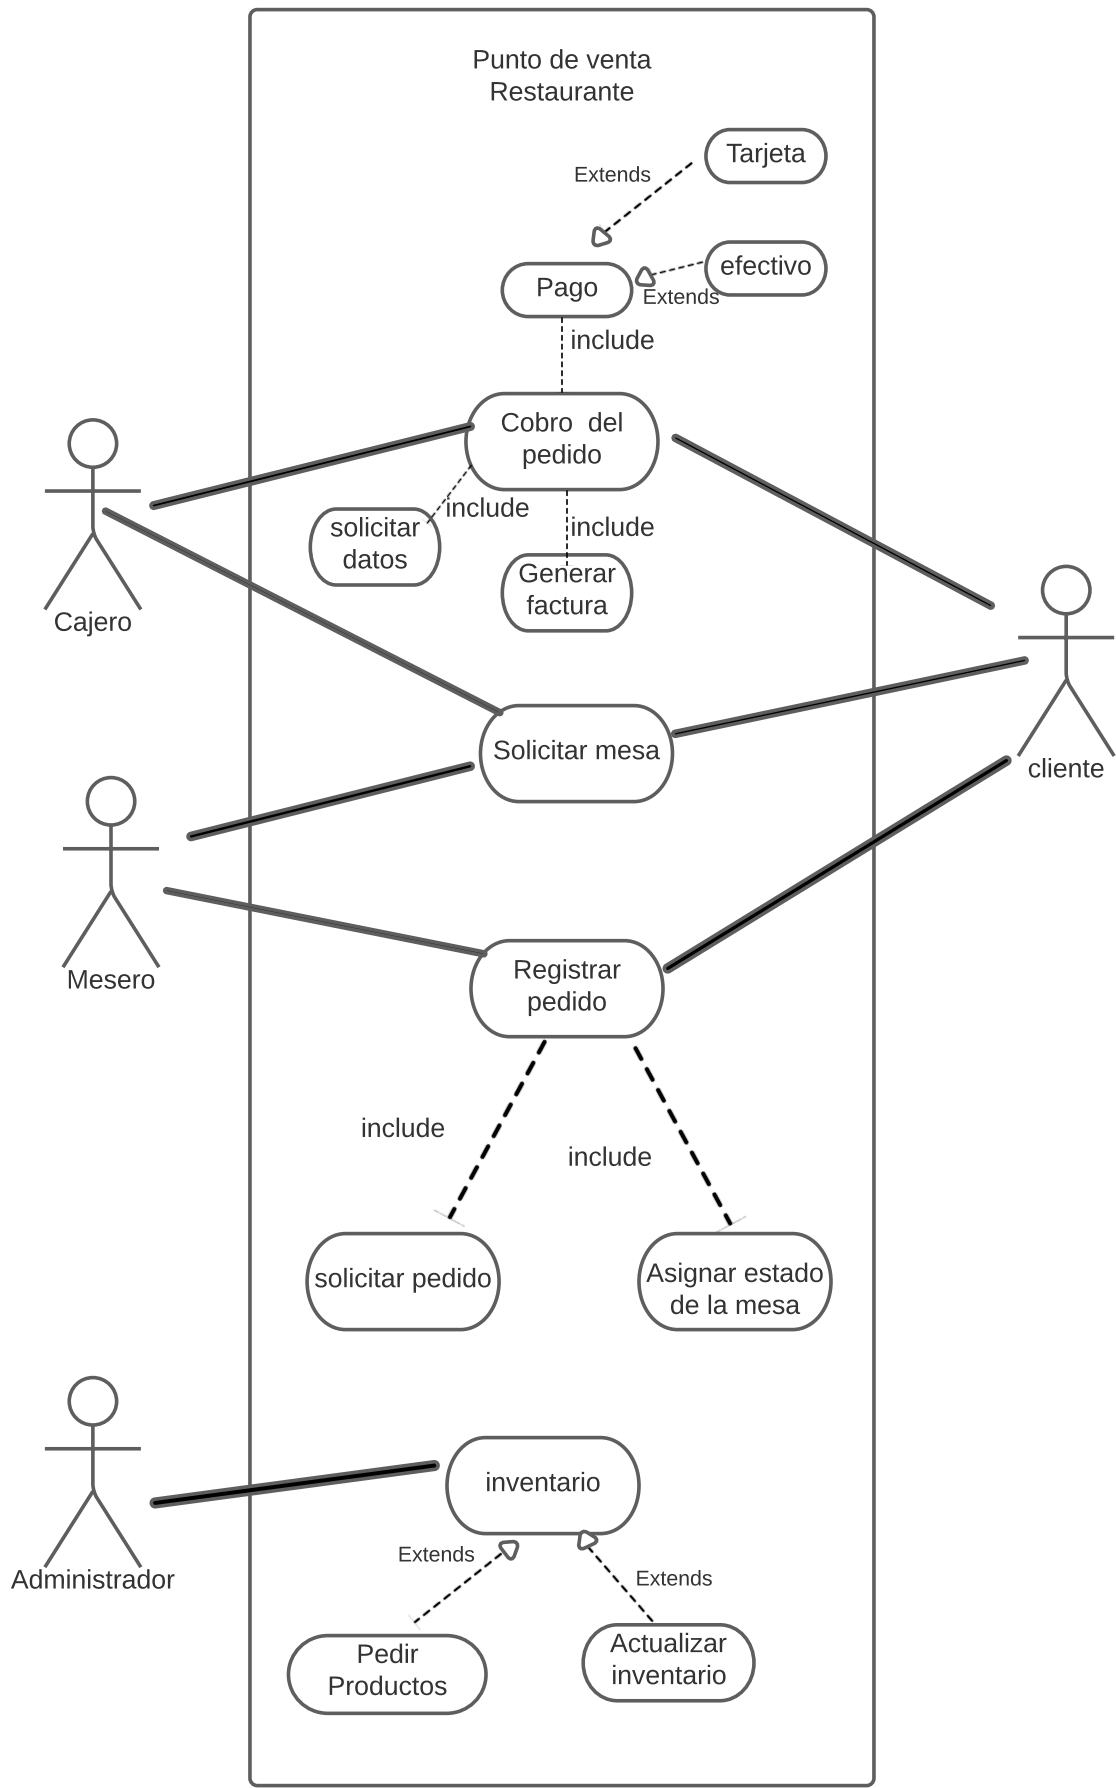 Punto de venta
Restaurante
Tarjeta
Extends
efectivo
Pago
Extends
include
Cobro del
pedido
include
solicitar
datos
include
Generar
factura
Cajero
Solicitar mesa
cliente
Mesero
Registrar
pedido
include
include
solicitar pedido
Asignar estado
de la mesa
inventario
Extends
Extends
Administrador
Pedir
Productos
Actualizar
inventario